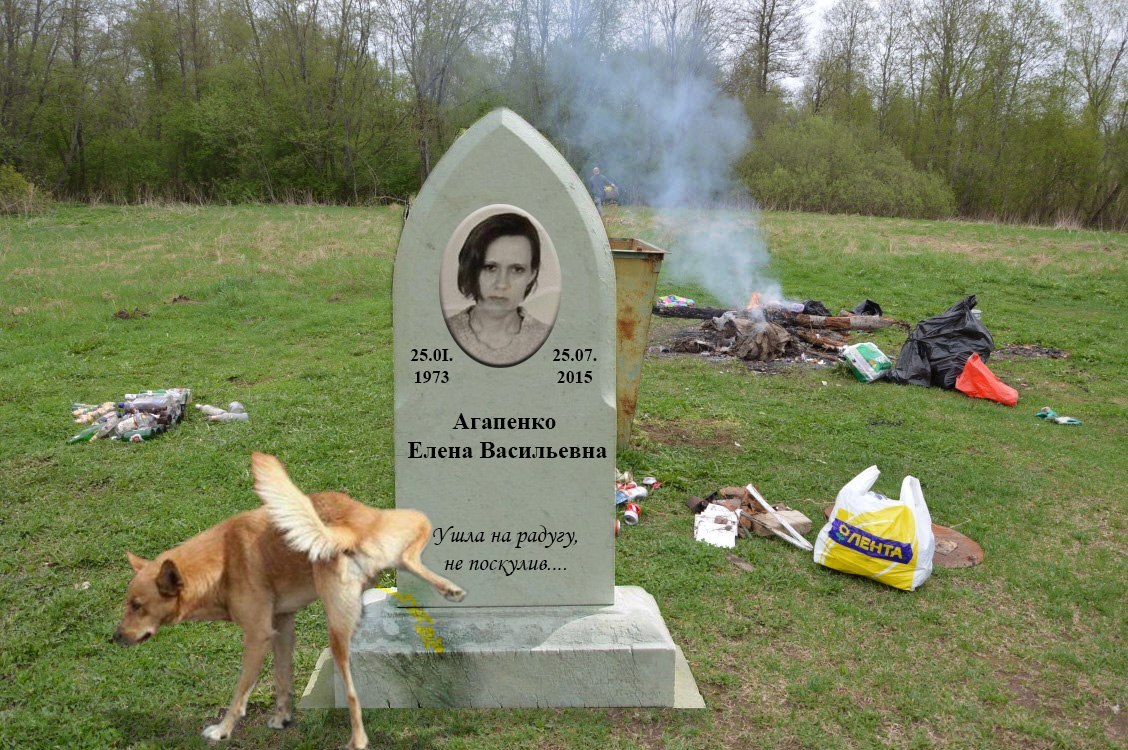 25.0I.
1973
25.07.
2015
Агапенко
Елена Васильевна
Ушла на радугу,
не поскулив....
ЛЕНТА